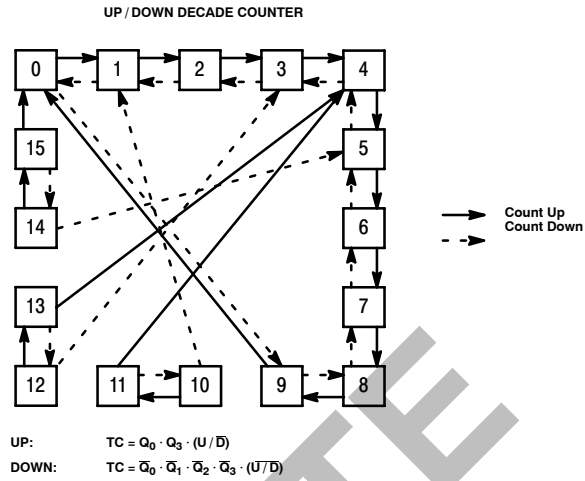 UP / DOWN DECADE COUNTER
0 1 2 3 4
15 5
14 6
Count Up
Count Down
13 7
12 11 10 9 8
UP: TC = Q₀ · Q₃ · (U / D̅)
DOWN: TC = Q̅₀ · Q̅₁ · Q̅₂ · Q̅₃ · (U̅ ̅/̅ ̅D̅)